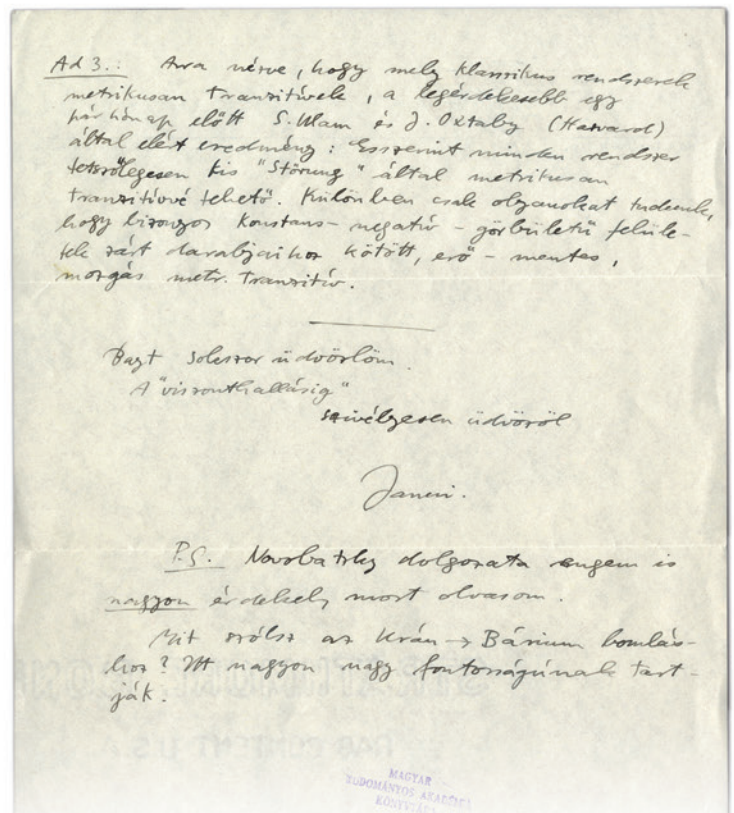 Ad 3.: Arra nézve, hogy mely klasszikus rendszerek
metrikusan tranzitívek, a legérdekesebb egy
pár hónap előtt S. Ulam és J. Oxtaby (Harvard)
által elért eredmény: Eszerint minden rendszer
tetszőlegesen kis "Störung" által metrikusan
tranzitívvé tehető. Különben csak olyanokat tudunk,
hogy bizonyos konstans-negatív-görbületű felüle-
tek zárt darabjaihoz kötött, erő-mentes,
mozgás metr. tranzitív.
sokszor üdvözlöm.
A "viszonthallásig"
szívélyesen üdvözöl
Jancsi.
P.S. Novobatzky dolgozata engem is
nagyon érdekel, most olvasom.
Mit szólsz az Urán → Bárium bomlás-
hoz? Itt nagyon nagy fontosságúnak tart-
ják.
MAGYAR
TUDOMÁNYOS AKADÉMIA
KÖNYVTÁRA